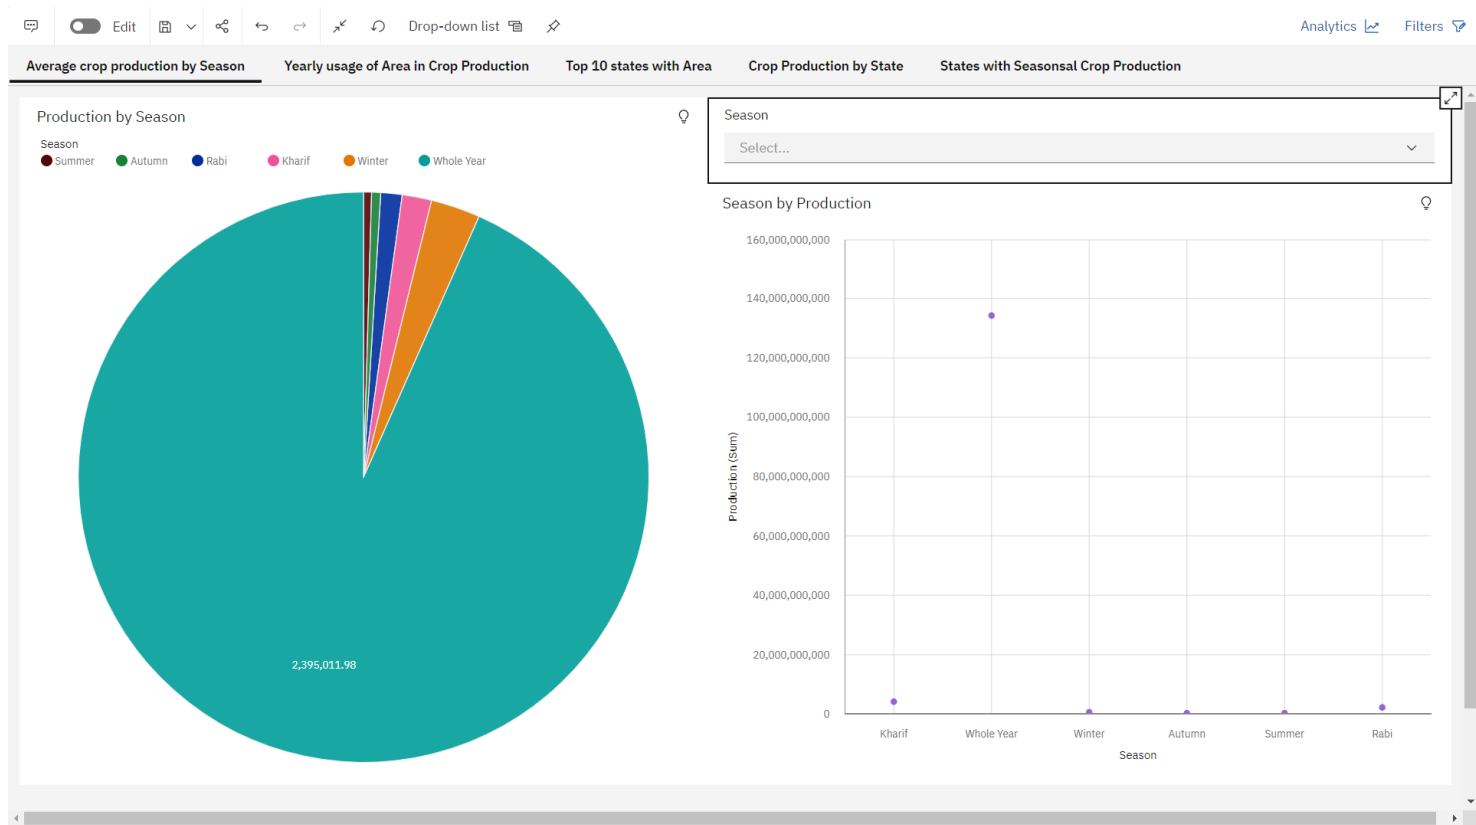 Edit
Drop-down list
Analytics
Filters
Average crop production by Season
Yearly usage of Area in Crop Production
Top 10 states with Area
Crop Production by State
States with Seasonsal Crop Production
Production by Season
Season
Summer
Autumn
Rabi
Kharif
Winter
Whole Year
2,395,011.98
Season
Select...
Season by Production
160,000,000,000
140,000,000,000
120,000,000,000
100,000,000,000
80,000,000,000
60,000,000,000
40,000,000,000
20,000,000,000
0
Production (Sum)
Kharif
Whole Year
Winter
Autumn
Summer
Rabi
Season